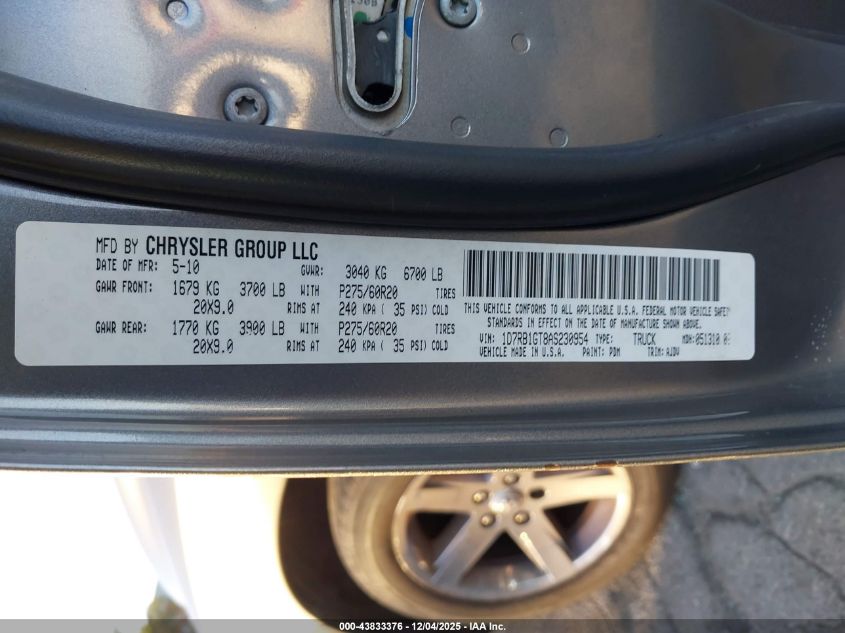 MFD BY CHRYSLER GROUP LLC
DATE OF MFR: 5-10 GVWR: 3040 KG 6700 LB
GAWR FRONT: 1679 KG 3700 LB WITH P275/60R20 TIRES
20X9.0 RIMS AT 240 KPA ( 35 PSI) COLD
GAWR REAR: 1770 KG 3900 LB WITH P275/60R20 TIRES
20X9.0 RIMS AT 240 KPA ( 35 PSI) COLD
THIS VEHICLE CONFORMS TO ALL APPLICABLE U.S.A. FEDERAL MOTOR VEHICLE SAFETY
STANDARDS IN EFFECT ON THE DATE OF MANUFACTURE SHOWN ABOVE.
VIN: 1D7RB1GT8AS230954 TYPE: TRUCK MDH: 051310
VEHICLE MADE IN U.S.A. PAINT: PDM TRIM: AJDV
000-43833376 - 12/04/2025 - IAA Inc.